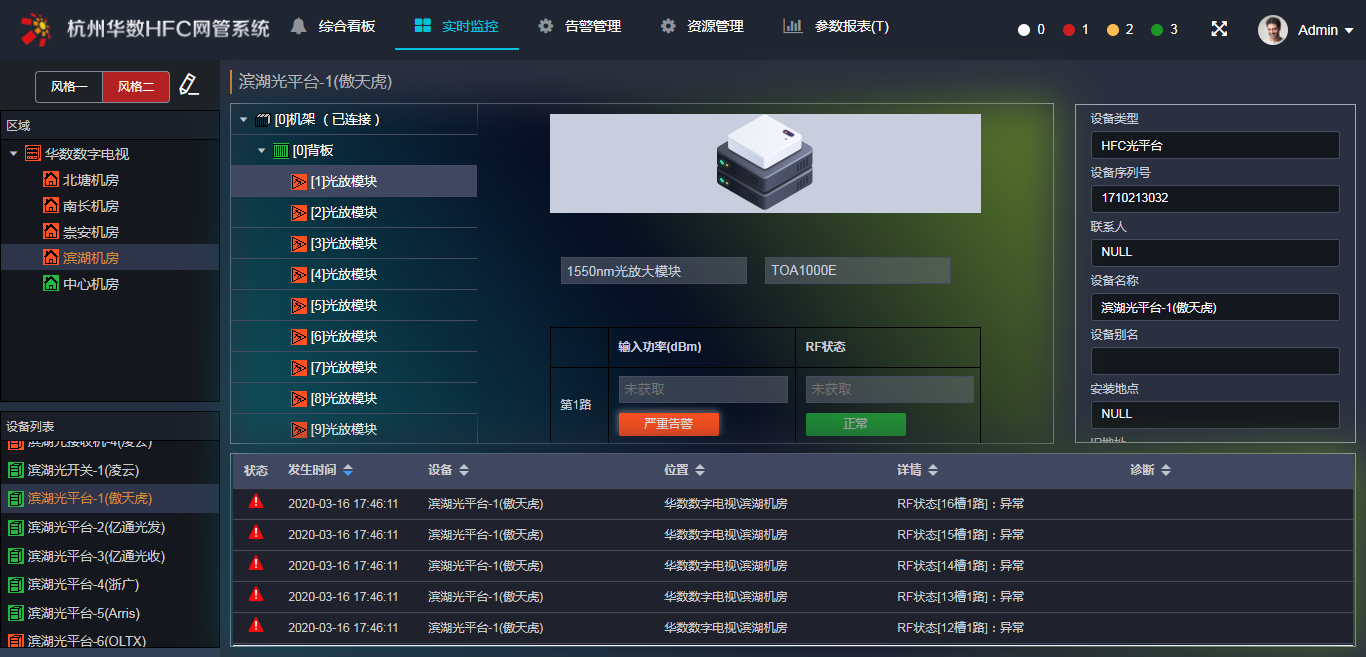 杭州华数HFC网管系统
综合看板
实时监控
告警管理
资源管理
参数报表(T)
0
1
2
3
Admin
风格一
风格二
区域
华数数字电视
北塘机房
南长机房
崇安机房
滨湖机房
中心机房
设备列表
滨湖光接收机-4(凌云)
滨湖光开关-1(凌云)
滨湖光平台-1(傲天虎)
滨湖光平台-2(亿通光发)
滨湖光平台-3(亿通光收)
滨湖光平台-4(浙广)
滨湖光平台-5(Arris)
滨湖光平台-6(OLTX)
滨湖光平台-1(傲天虎)
[0]机架（已连接）
[0]背板
[1]光放模块
[2]光放模块
[3]光放模块
[4]光放模块
[5]光放模块
[6]光放模块
[7]光放模块
[8]光放模块
[9]光放模块
1550nm光放大模块
TOA1000E
输入功率(dBm)
RF状态
第1路
未获取
未获取
严重告警
正常
设备类型
HFC光平台
设备序列号
1710213032
联系人
NULL
设备名称
滨湖光平台-1(傲天虎)
设备别名
安装地点
NULL
IP地址
状态 发生时间 设备 位置 详情 诊断
2020-03-16 17:46:11 滨湖光平台-1(傲天虎) 华数数字电视\滨湖机房 RF状态[16槽1路]：异常
2020-03-16 17:46:11 滨湖光平台-1(傲天虎) 华数数字电视\滨湖机房 RF状态[15槽1路]：异常
2020-03-16 17:46:11 滨湖光平台-1(傲天虎) 华数数字电视\滨湖机房 RF状态[14槽1路]：异常
2020-03-16 17:46:11 滨湖光平台-1(傲天虎) 华数数字电视\滨湖机房 RF状态[13槽1路]：异常
2020-03-16 17:46:11 滨湖光平台-1(傲天虎) 华数数字电视\滨湖机房 RF状态[12槽1路]：异常